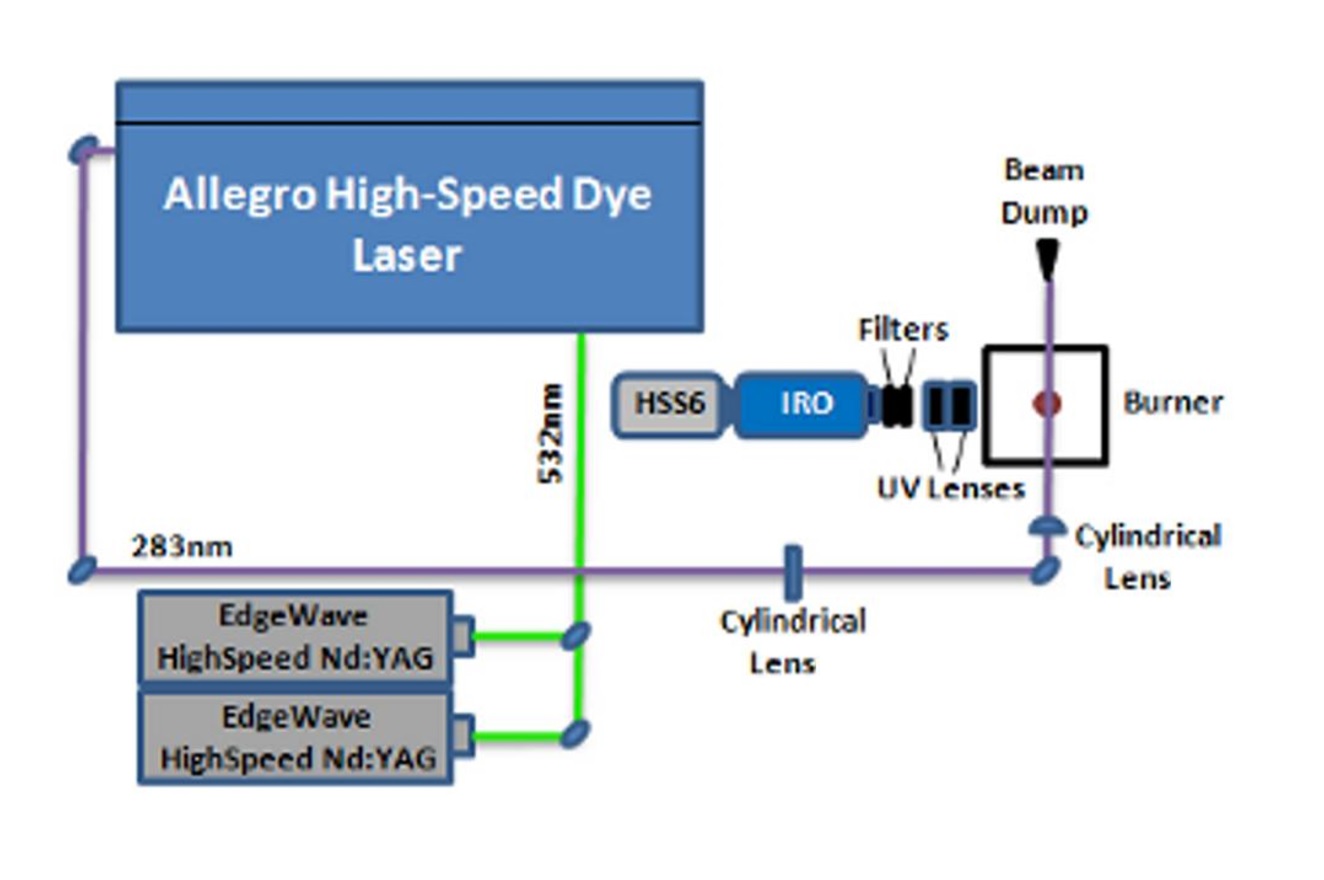 Allegro High-Speed Dye
Laser
Beam
Dump
Filters
HSS6
IRO
Burner
532nm
UV Lenses
283nm
Cylindrical
Lens
Cylindrical
Lens
EdgeWave
HighSpeed Nd:YAG
EdgeWave
HighSpeed Nd:YAG